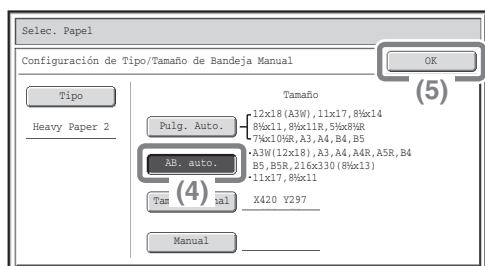 Selec. Papel
Configuración de Tipo/Tamaño de Bandeja Manual
OK
(5)
Tipo
Heavy Paper 2
Tamaño
Pulg. Auto.
12x18(A3W),11x17,8½x14
8½x11,8½x11R,5½x8½R
7¼x10½R,A3,A4,B4,B5
AB. auto.
•A3W(12x18),A3,A4,A4R,A5R,B4
B5,B5R,216x330(8½x13)
•11x17,8½x11
(4)
X420 Y297
Manual